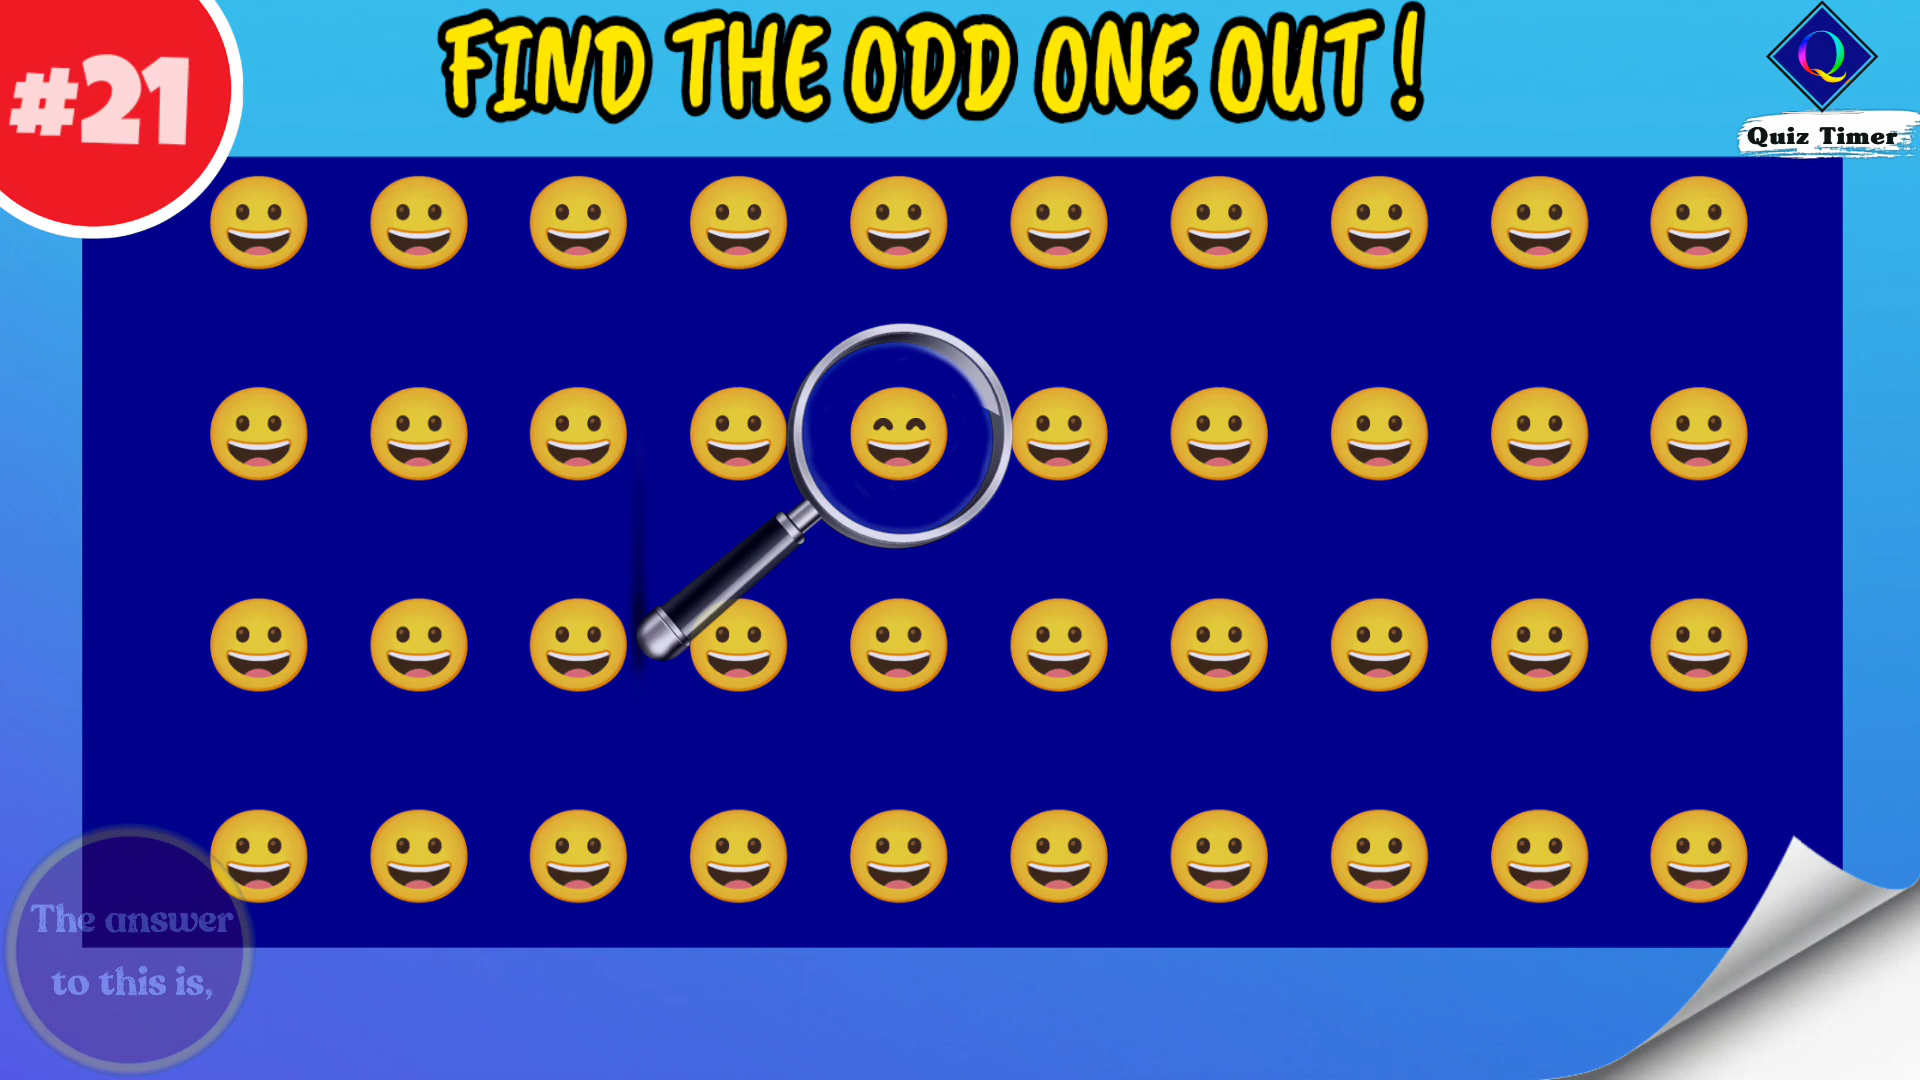 #21
FIND THE ODD ONE OUT !
Q
Quiz Timer
The answer
to this is,